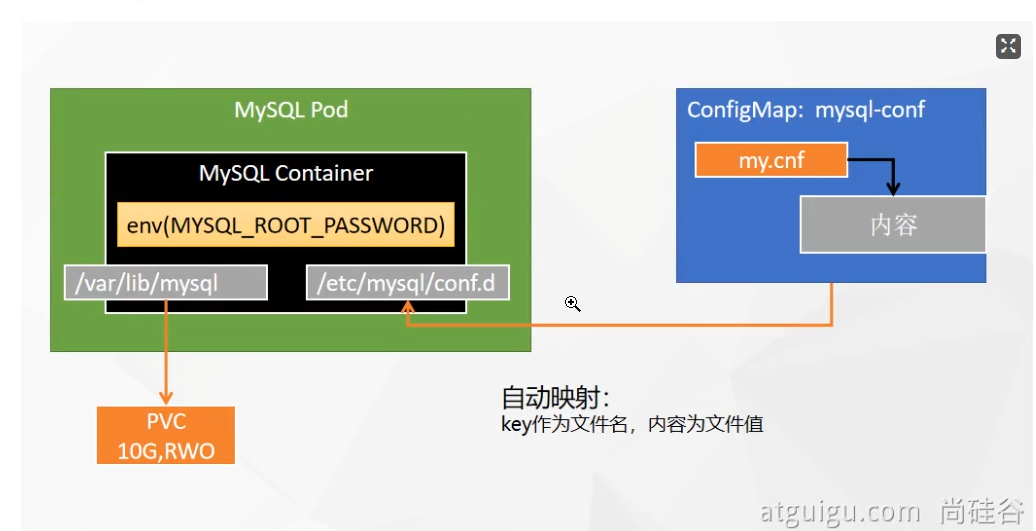 MySQL Pod
MySQL Container
env(MYSQL_ROOT_PASSWORD)
/var/lib/mysql
/etc/mysql/conf.d
PVC
10G,RWO
ConfigMap: mysql-conf
my.cnf
内容
自动映射：
key作为文件名，内容为文件值
atguigu.com 尚硅谷